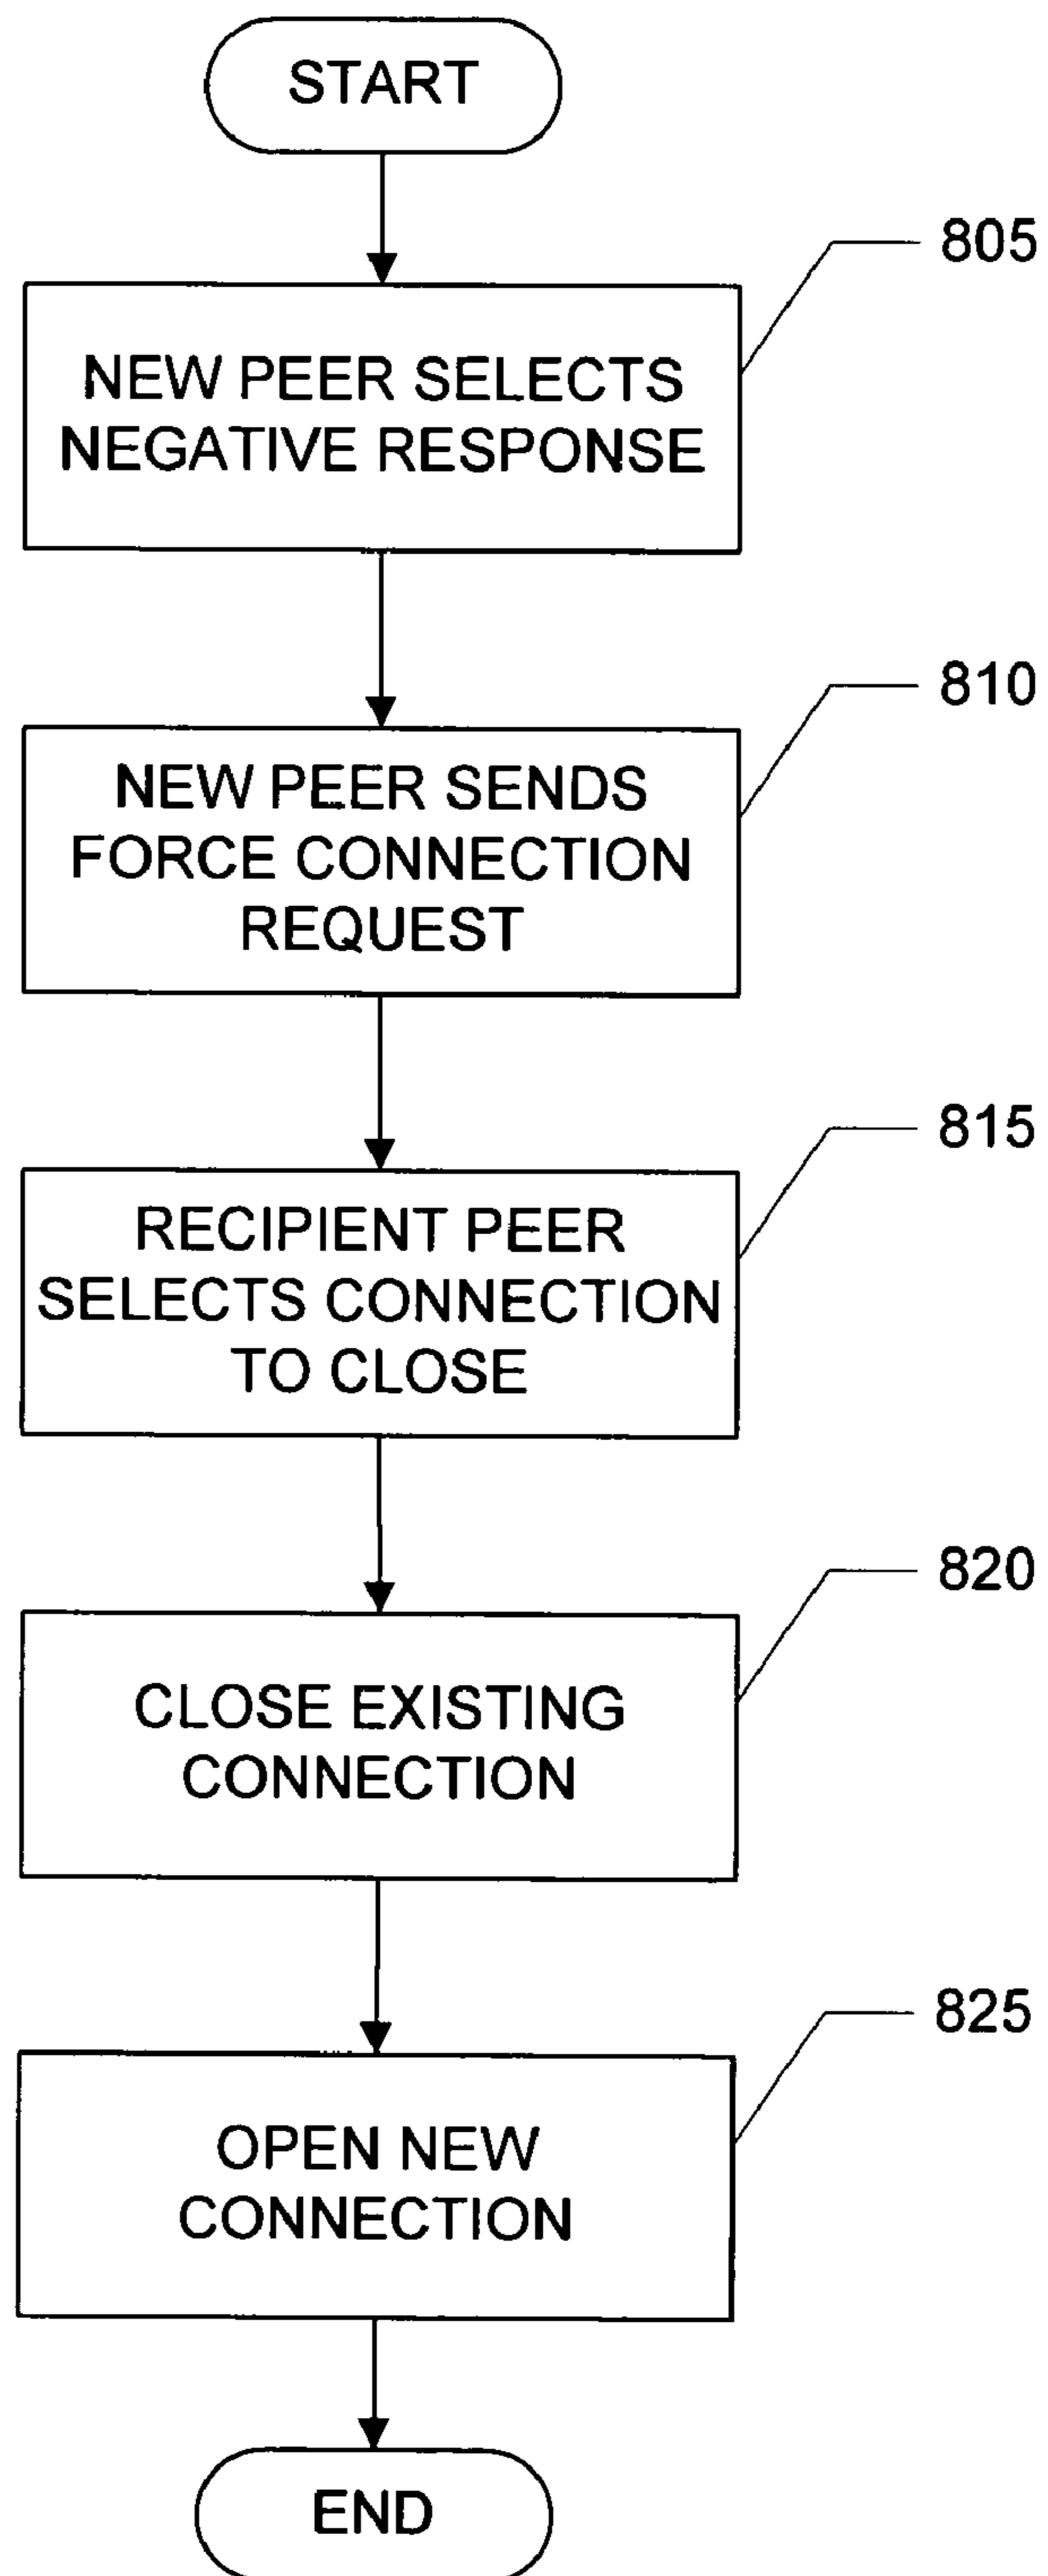 START
805
NEW PEER SELECTS
NEGATIVE RESPONSE
810
NEW PEER SENDS
FORCE CONNECTION
REQUEST
815
RECIPIENT PEER
SELECTS CONNECTION
TO CLOSE
820
CLOSE EXISTING
CONNECTION
825
OPEN NEW
CONNECTION
END